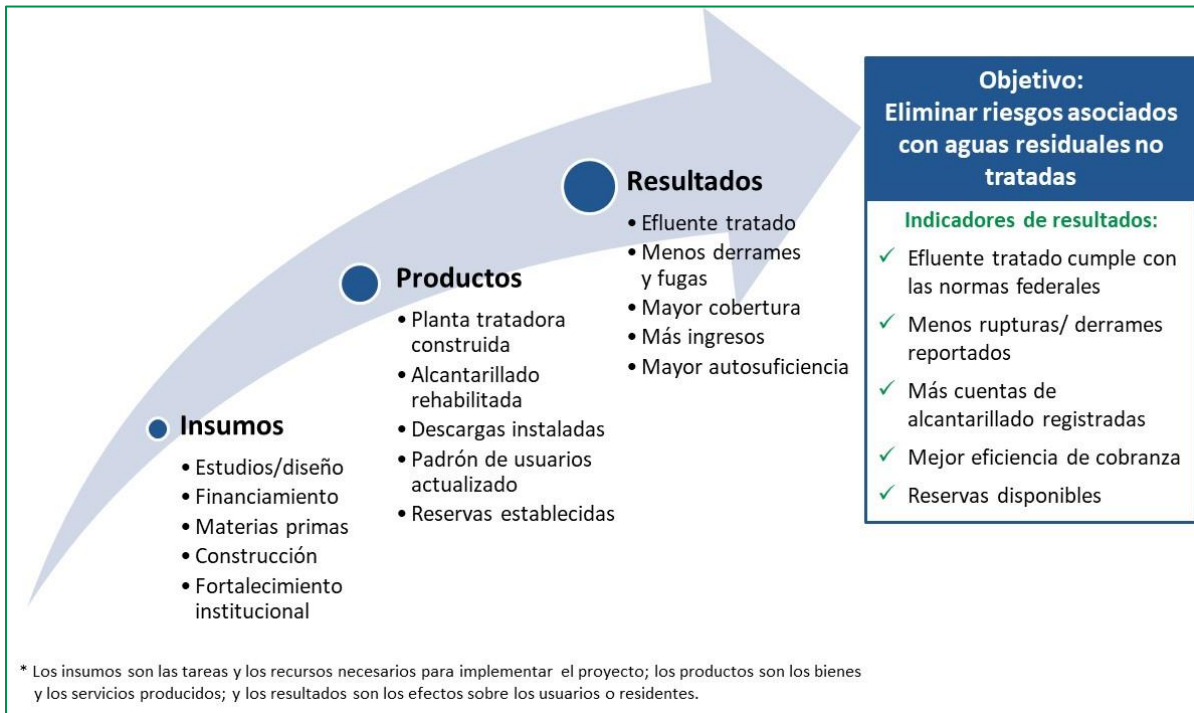 Insumos
• Estudios/diseño
• Financiamiento
• Materias primas
• Construcción
• Fortalecimiento
institucional
Productos
• Planta tratadora
construida
• Alcantarillado
rehabilitada
• Descargas instaladas
• Padrón de usuarios
actualizado
• Reservas establecidas
Resultados
• Efluente tratado
• Menos derrames
y fugas
• Mayor cobertura
• Más ingresos
• Mayor autosuficiencia
Objetivo:
Eliminar riesgos asociados
con aguas residuales no
tratadas
Indicadores de resultados:
✓ Efluente tratado cumple con
las normas federales
✓ Menos rupturas/ derrames
reportados
✓ Más cuentas de
alcantarillado registradas
✓ Mejor eficiencia de cobranza
✓ Reservas disponibles
* Los insumos son las tareas y los recursos necesarios para implementar el proyecto; los productos son los bienes
y los servicios producidos; y los resultados son los efectos sobre los usuarios o residentes.